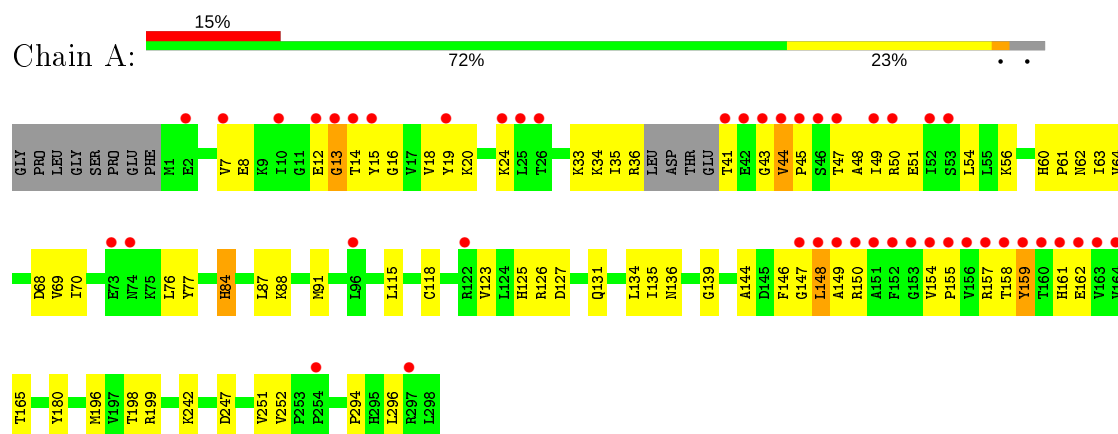 15%
Chain A:
72% 23% • •
GLY PRO LEU GLY SER PRO GLU PHE M1 E2 V7 E8 K9 I10 G11 E12 G13 T14 Y15 G16 V17 V18 Y19 K20 K24 L25 T26 K33 K34 I35 R36 LEU ASP THR GLU T41 E42 G43 V44 P45 S46 T47 A48 I49 R50 E51 I52 S53 L54 L55 K56 H60 P61 N62 I63 V64
D68 V69 I70 E73 N74 K75 L76 Y77 H84 L87 K88 M91 L96 L115 C118 R122 V123 L124 H125 R126 D127 Q131 L134 I135 N136 G139 A144 D145 F146 G147 L148 A149 R150 A151 F152 G153 V154 P155 V156 R157 T158 Y159 T160 H161 E162 V163 V164
T165 Y180 M196 V197 T198 R199 K242 D247 V251 V252 P253 P254 P294 H295 L296 R297 L298